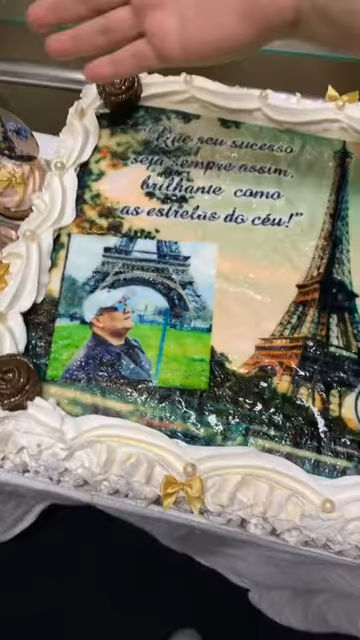 "Que seu sucesso
seja sempre assim,
brilhante como
as estrelas do céu!"